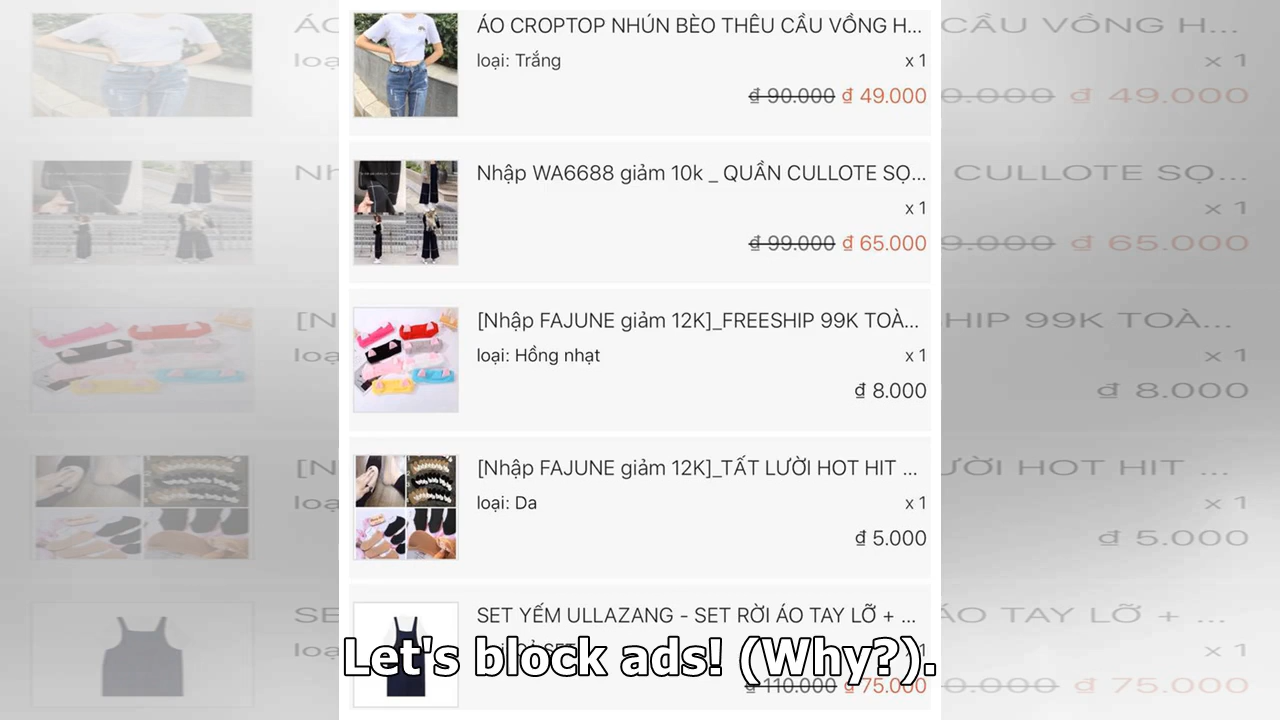 ÁO CROPTOP NHÚN BÈO THÊU CẦU VỒNG H...
loại: Trắng
x 1
₫ 90.000 ₫ 49.000
Nhập WA6688 giảm 10k _ QUẦN CULLOTE SỌ...
x 1
₫ 99.000 ₫ 65.000
[Nhập FAJUNE giảm 12K]_FREESHIP 99K TOÀ...
loại: Hồng nhạt
x 1
₫ 8.000
[Nhập FAJUNE giảm 12K]_TẤT LƯỜI HOT HIT ...
loại: Da
x 1
₫ 5.000
SET YẾM ULLAZANG - SET RỜI ÁO TAY LỠ + ...
Let's block ads! (Why?).
₫ 110.000 ₫ 75.000